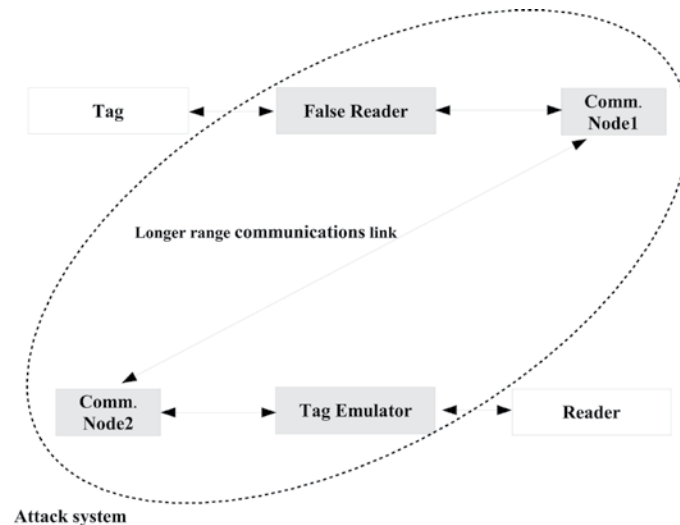 Tag
False Reader
Comm.
Node1
Longer range communications link
Comm.
Node2
Tag Emulator
Reader
Attack system